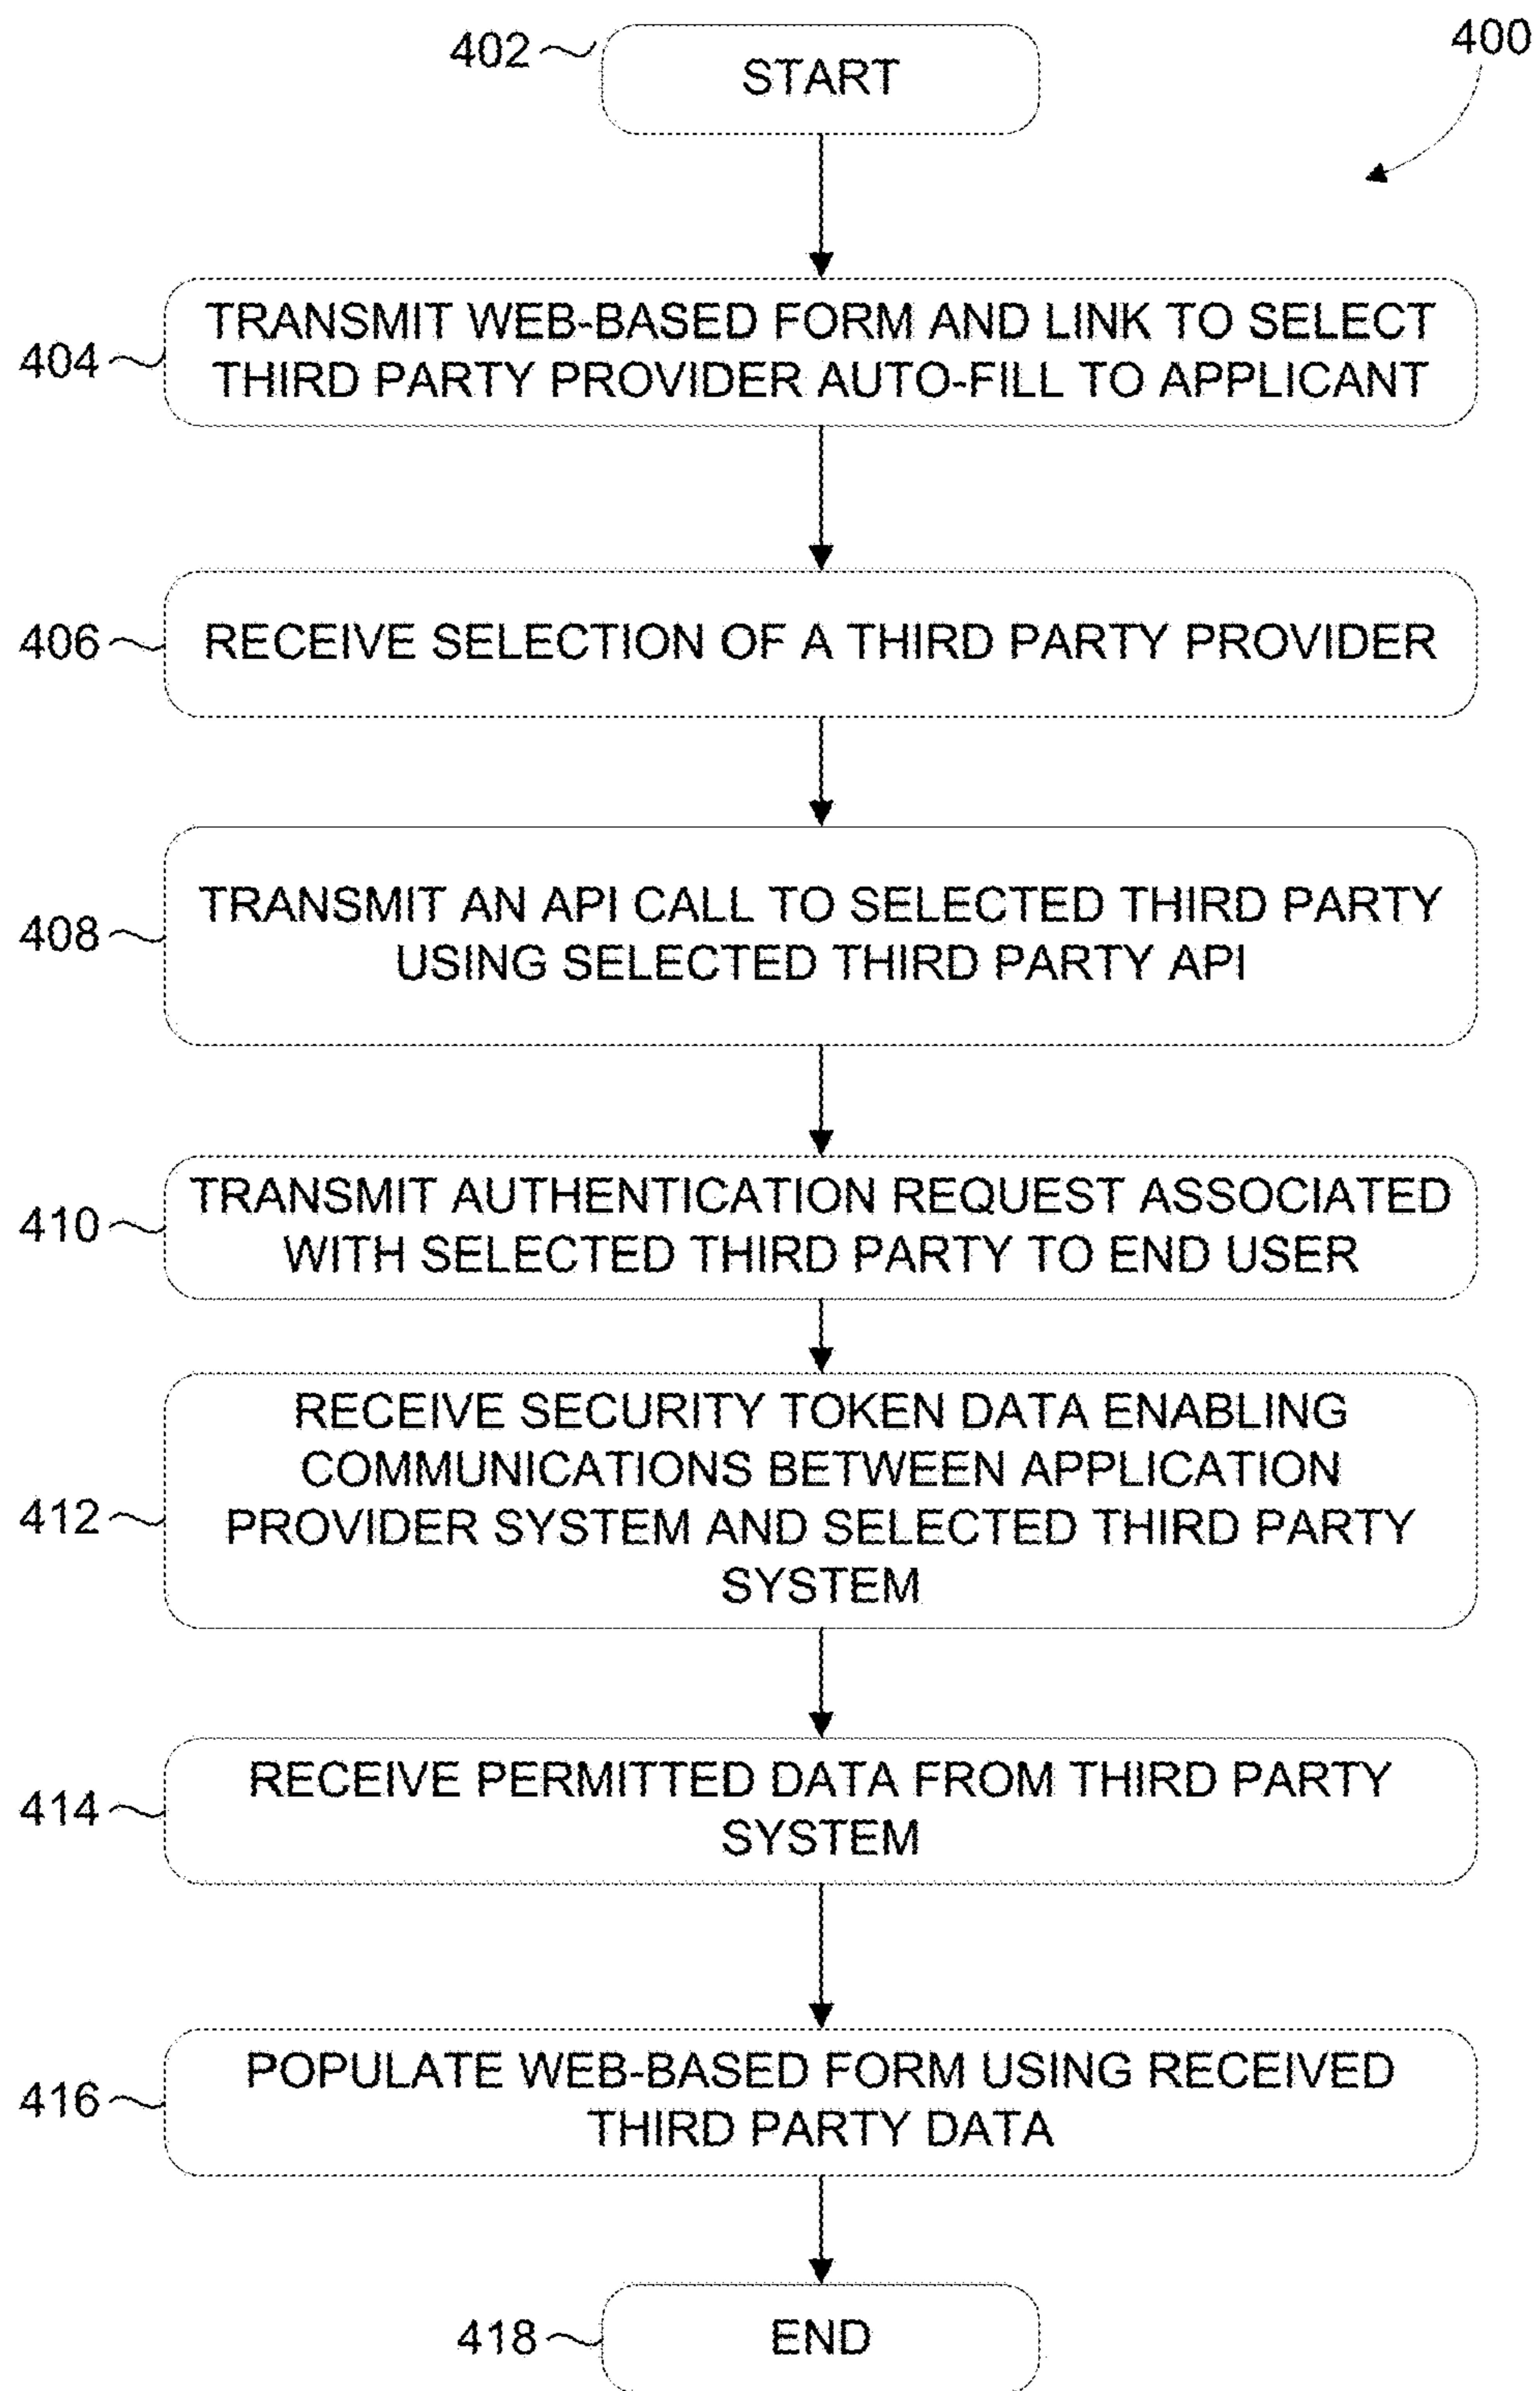 400
402
START
404
TRANSMIT WEB-BASED FORM AND LINK TO SELECT
THIRD PARTY PROVIDER AUTO-FILL TO APPLICANT
406
RECEIVE SELECTION OF A THIRD PARTY PROVIDER
408
TRANSMIT AN API CALL TO SELECTED THIRD PARTY
USING SELECTED THIRD PARTY API
410
TRANSMIT AUTHENTICATION REQUEST ASSOCIATED
WITH SELECTED THIRD PARTY TO END USER
412
RECEIVE SECURITY TOKEN DATA ENABLING
COMMUNICATIONS BETWEEN APPLICATION
PROVIDER SYSTEM AND SELECTED THIRD PARTY
SYSTEM
414
RECEIVE PERMITTED DATA FROM THIRD PARTY
SYSTEM
416
POPULATE WEB-BASED FORM USING RECEIVED
THIRD PARTY DATA
418
END